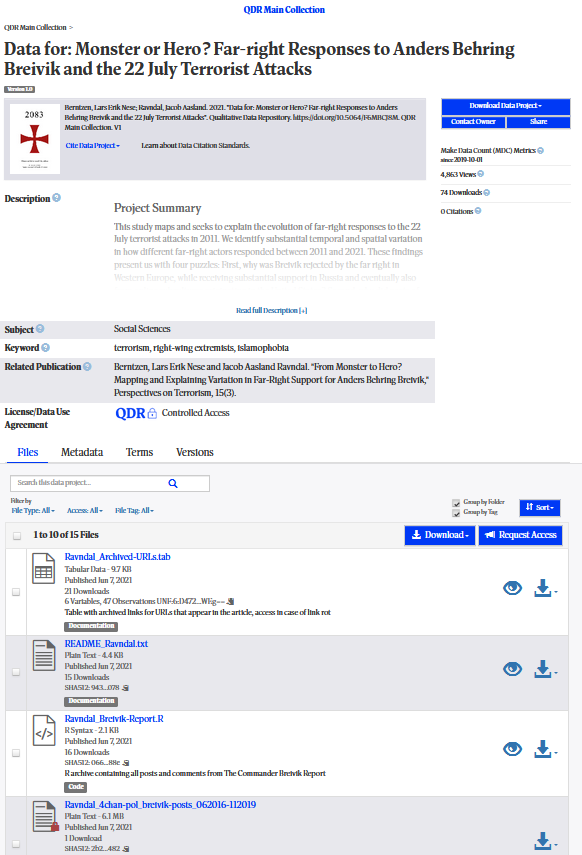 QDR Main Collection
QDR Main Collection >
Data for: Monster or Hero? Far-right Responses to Anders Behring
Breivik and the 22 July Terrorist Attacks
Version 1.0
2083
Berntzen, Lars Erik Nese; Ravndal, Jacob Aasland. 2021. "Data for: Monster or Hero? Far-right Responses to Anders
Behring Breivik and the 22 July Terrorist Attacks". Qualitative Data Repository. https://doi.org/10.5064/F6MBCJ8M. QDR
Main Collection. V1
Cite Data Project
Learn about Data Citation Standards.
Download Data Project
Contact Owner
Share
Make Data Count (MDC) Metrics
since 2019-10-01
4,863 Views
74 Downloads
0 Citations
Description
Project Summary
This study maps and seeks to explain the evolution of far-right responses to the 22
July terrorist attacks in 2011. We identify substantial temporal and spatial variation
in how different far-right actors responded between 2011 and 2021. These findings
present us with four puzzles: First, why was Breivik rejected by the far right in
Western Europe, while receiving substantial support in Russia and eventually also
Read full Description [+]
Subject
Social Sciences
Keyword
terrorism, right-wing extremists, islamophobia
Related Publication
Berntzen, Lars Erik Nese and Jacob Aasland Ravndal. "From Monster to Hero?
Mapping and Explaining Variation in Far-Right Support for Anders Behring Breivik,"
Perspectives on Terrorism, 15(3).
License/Data Use
Agreement
QDR Controlled Access
Files
Metadata
Terms
Versions
Search this data project...
Filter by
File Type: All
Access: All
File Tag: All
Group by Folder
Group by Tag
Sort
1 to 10 of 15 Files
Download
Request Access
Ravndal_Archived-URLs.tab
Tabular Data - 9.7 KB
Published Jun 7, 2021
21 Downloads
6 Variables, 47 Observations UNF:6:D472...WEg==
Table with archived links for URLs that appear in the article, access in case of link rot
Documentation
README_Ravndal.txt
Plain Text - 4.4 KB
Published Jun 7, 2021
15 Downloads
SHA512: 943...078
Documentation
Ravndal_Breivik-Report.R
R Syntax - 2.1 KB
Published Jun 7, 2021
16 Downloads
SHA512: 066...88c
R archive containing all posts and comments from The Commander Breivik Report
Code
Ravndal_4chan-pol_breivik-posts_062016-112019
Plain Text - 6.1 MB
Published Jun 7, 2021
1 Download
SHA512: 2b2...482